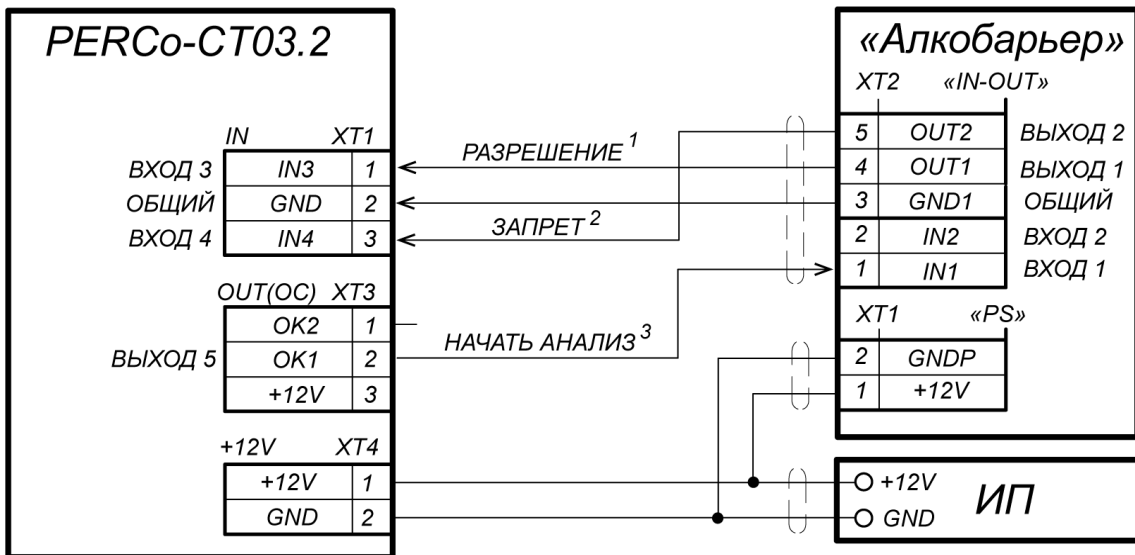 PERCo-CT03.2
IN XT1
ВХОД 3 IN3 1
ОБЩИЙ GND 2
ВХОД 4 IN4 3
OUT(OC) XT3
OK2 1
ВЫХОД 5 OK1 2
+12V 3
+12V XT4
+12V 1
GND 2
РАЗРЕШЕНИЕ 1
ЗАПРЕТ 2
НАЧАТЬ АНАЛИЗ 3
«Алкобарьер»
XT2 «IN-OUT»
5 OUT2 ВЫХОД 2
4 OUT1 ВЫХОД 1
3 GND1 ОБЩИЙ
2 IN2 ВХОД 2
1 IN1 ВХОД 1
XT1 «PS»
2 GNDP
1 +12V
+12V
GND
ИП